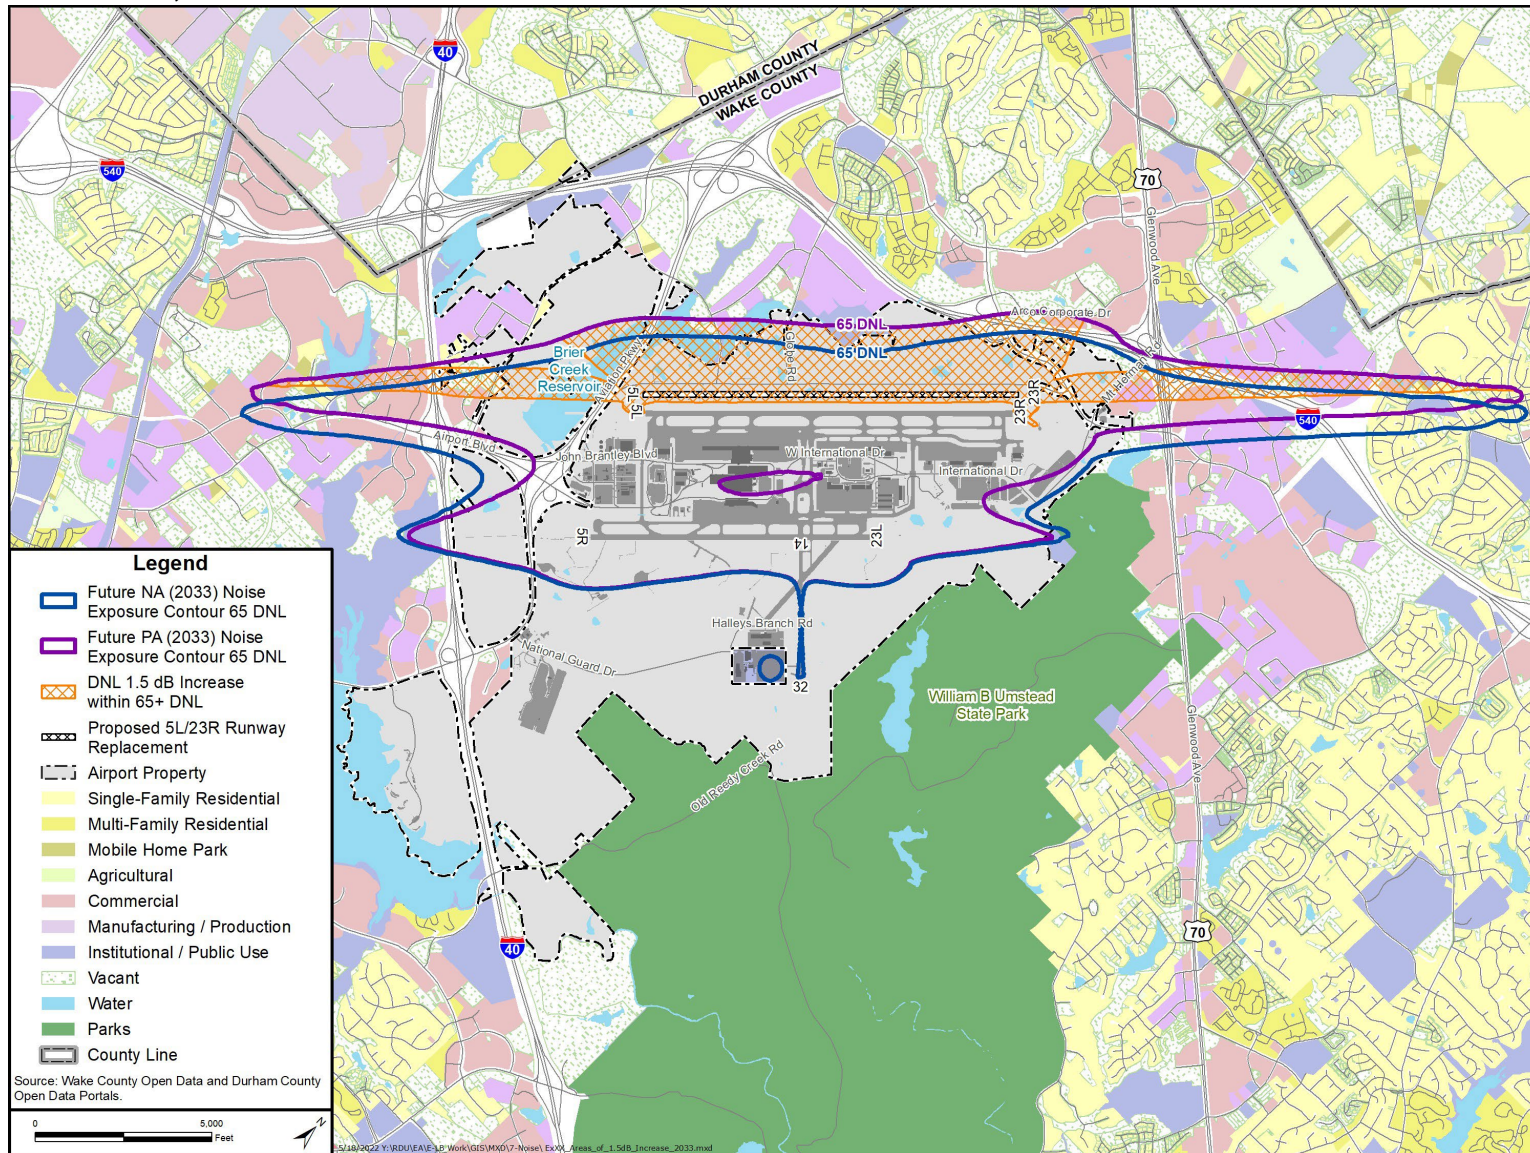 40
DURHAM COUNTY
WAKE COUNTY
540
70
Glenwood Ave
Arco Corporate Dr
65 DNL
65 DNL
Brier
Creek
Reservoir
Aviation Pkwy
Globe Rd
Mt Herman Rd
5L
5L
23R
23R
540
Airport Blvd
John Brantley Blvd
W International Dr
International Dr
5R
14
23L
Halleys Branch Rd
National Guard Dr
32
William B Umstead
State Park
Old Reedy Creek Rd
Glenwood Ave
70
40
Legend
Future NA (2033) Noise
Exposure Contour 65 DNL
Future PA (2033) Noise
Exposure Contour 65 DNL
DNL 1.5 dB Increase
within 65+ DNL
Proposed 5L/23R Runway
Replacement
Airport Property
Single-Family Residential
Multi-Family Residential
Mobile Home Park
Agricultural
Commercial
Manufacturing / Production
Institutional / Public Use
Vacant
Water
Parks
County Line
Source: Wake County Open Data and Durham County
Open Data Portals.
0 5,000
Feet
N